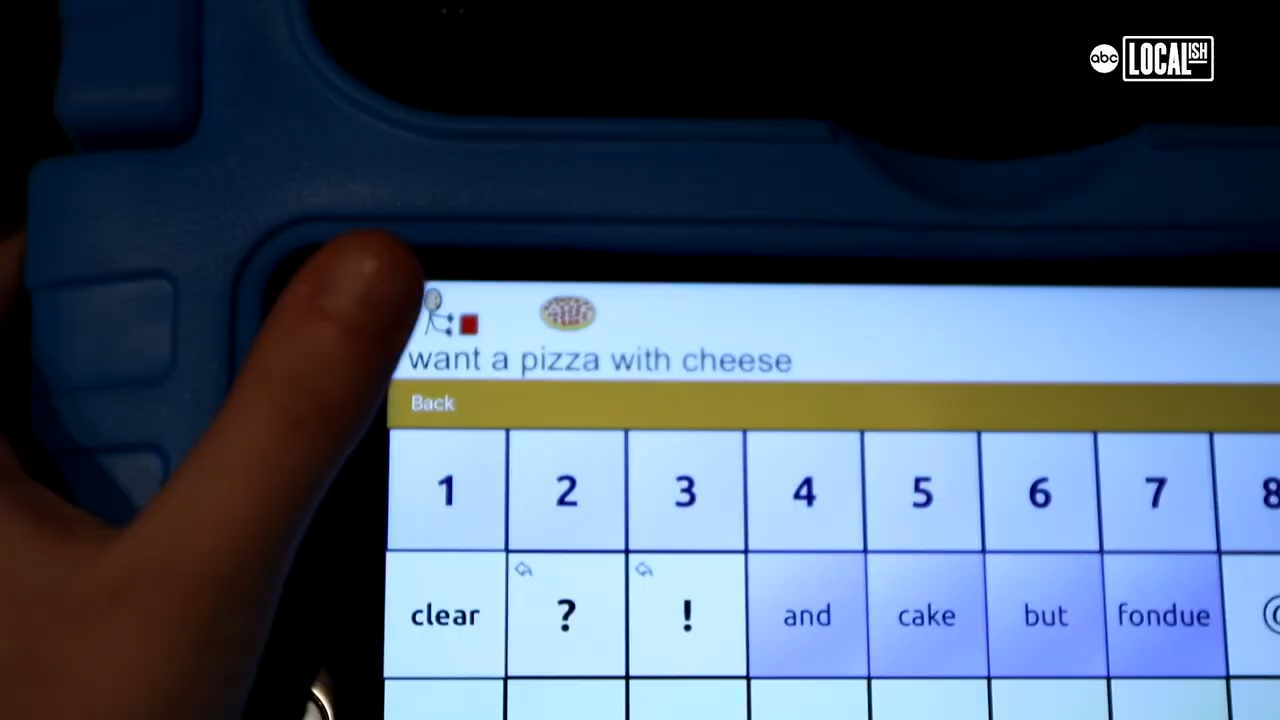 abc LOCALISH
want a pizza with cheese
Back
1 2 3 4 5 6 7 8
clear ? ! and cake but fondue